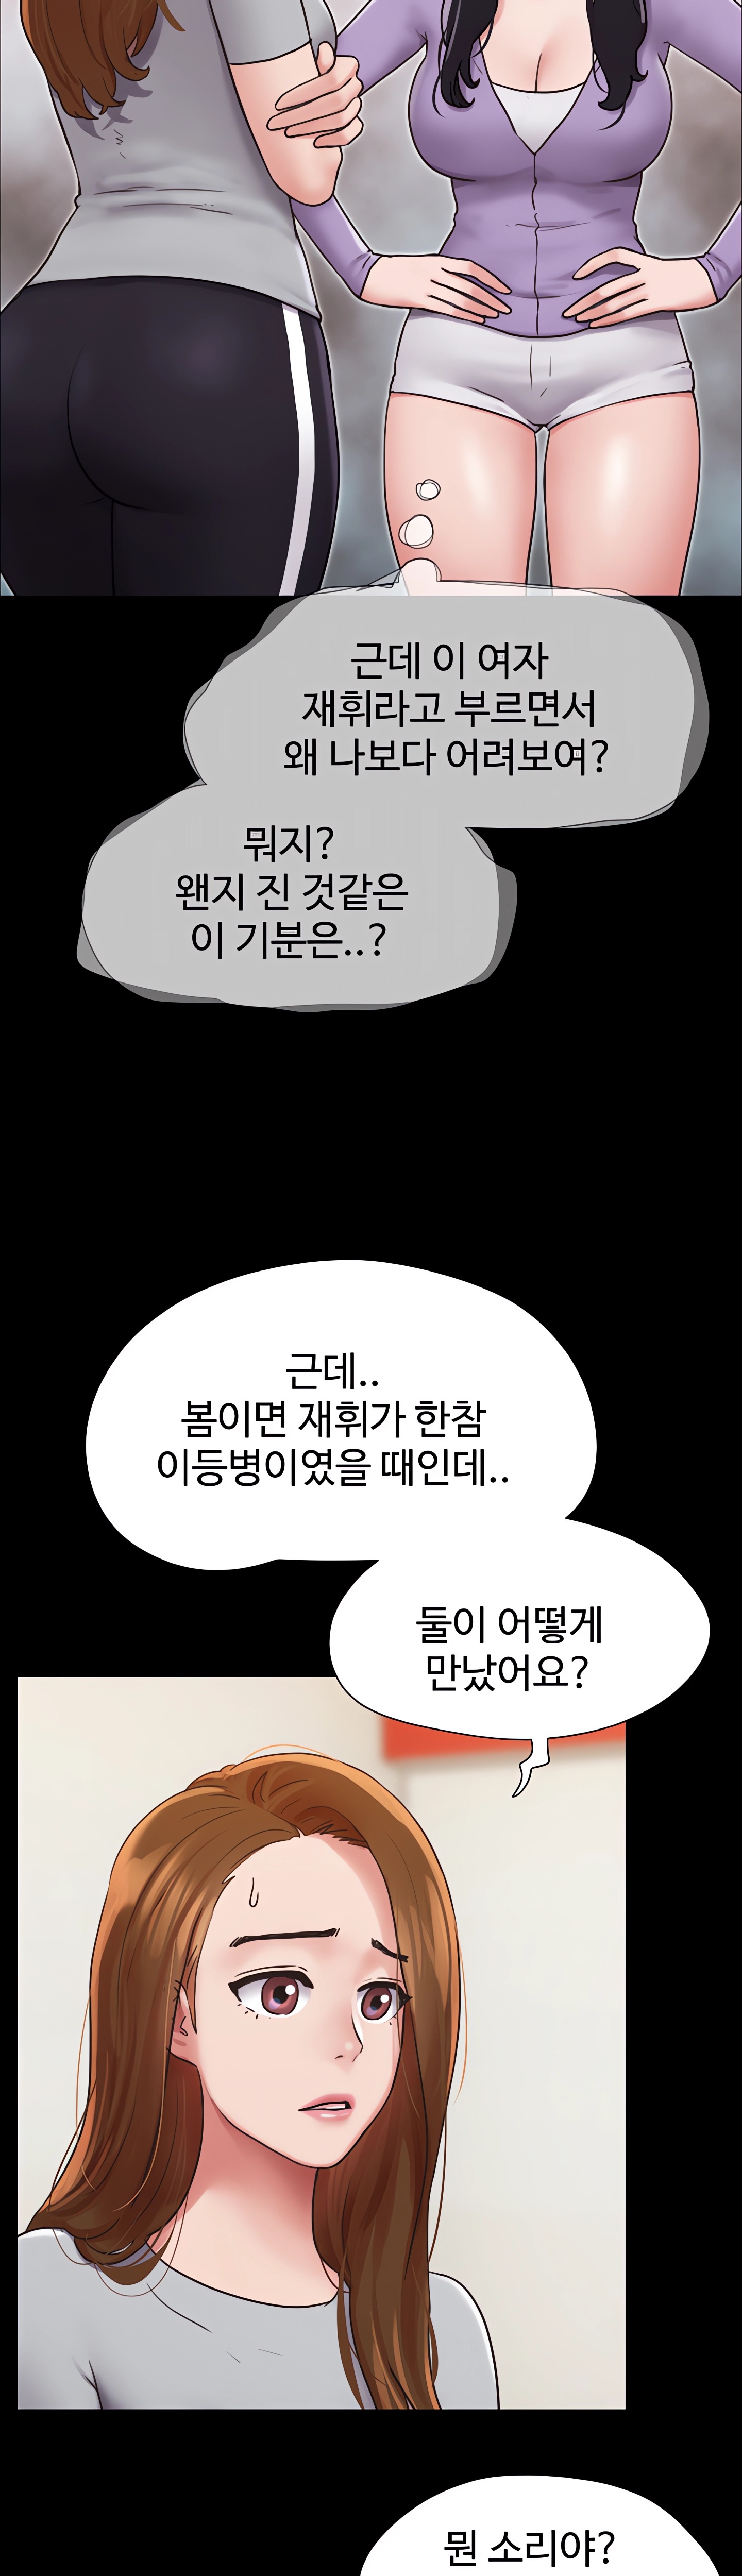 근데 이 여자
재휘라고 부르면서
왜 나보다 어려보여?
뭐지?
왠지 진 것같은
이 기분은..?
근데..
봄이면 재휘가 한참
이등병이였을 때인데..
둘이 어떻게
만났어요?
뭔 소리야?